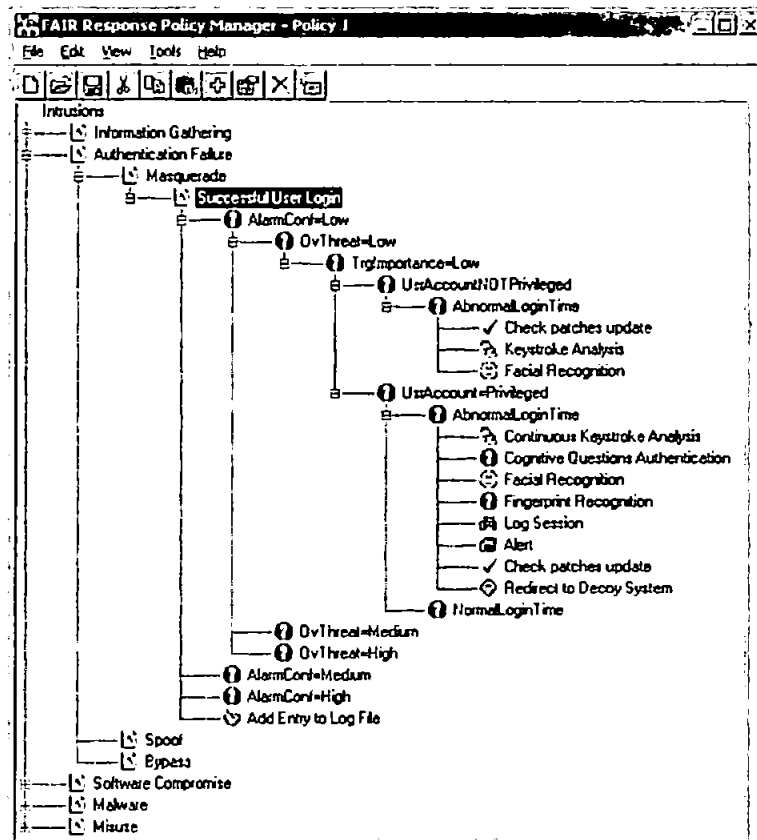 FAIR Response Policy Manager - Policy J
File Edit View Tools Help
Intrusions
Information Gathering
Authentication Failure
Masquerade
Successful User Login
AlarmConf=Low
OvThreat=Low
TrgImportance=Low
UsrAccountNOTPrivileged
AbnormalLoginTime
Check patches update
Keystroke Analysis
Facial Recognition
UsrAccount=Privileged
AbnormalLoginTime
Continuous Keystroke Analysis
Cognitive Questions Authentication
Facial Recognition
Fingerprint Recognition
Log Session
Alert
Check patches update
Redirect to Decoy System
NormalLoginTime
OvThreat=Medium
OvThreat=High
AlarmConf=Medium
AlarmConf=High
Add Entry to Log File
Spoof
Bypass
Software Compromise
Malware
Misuse